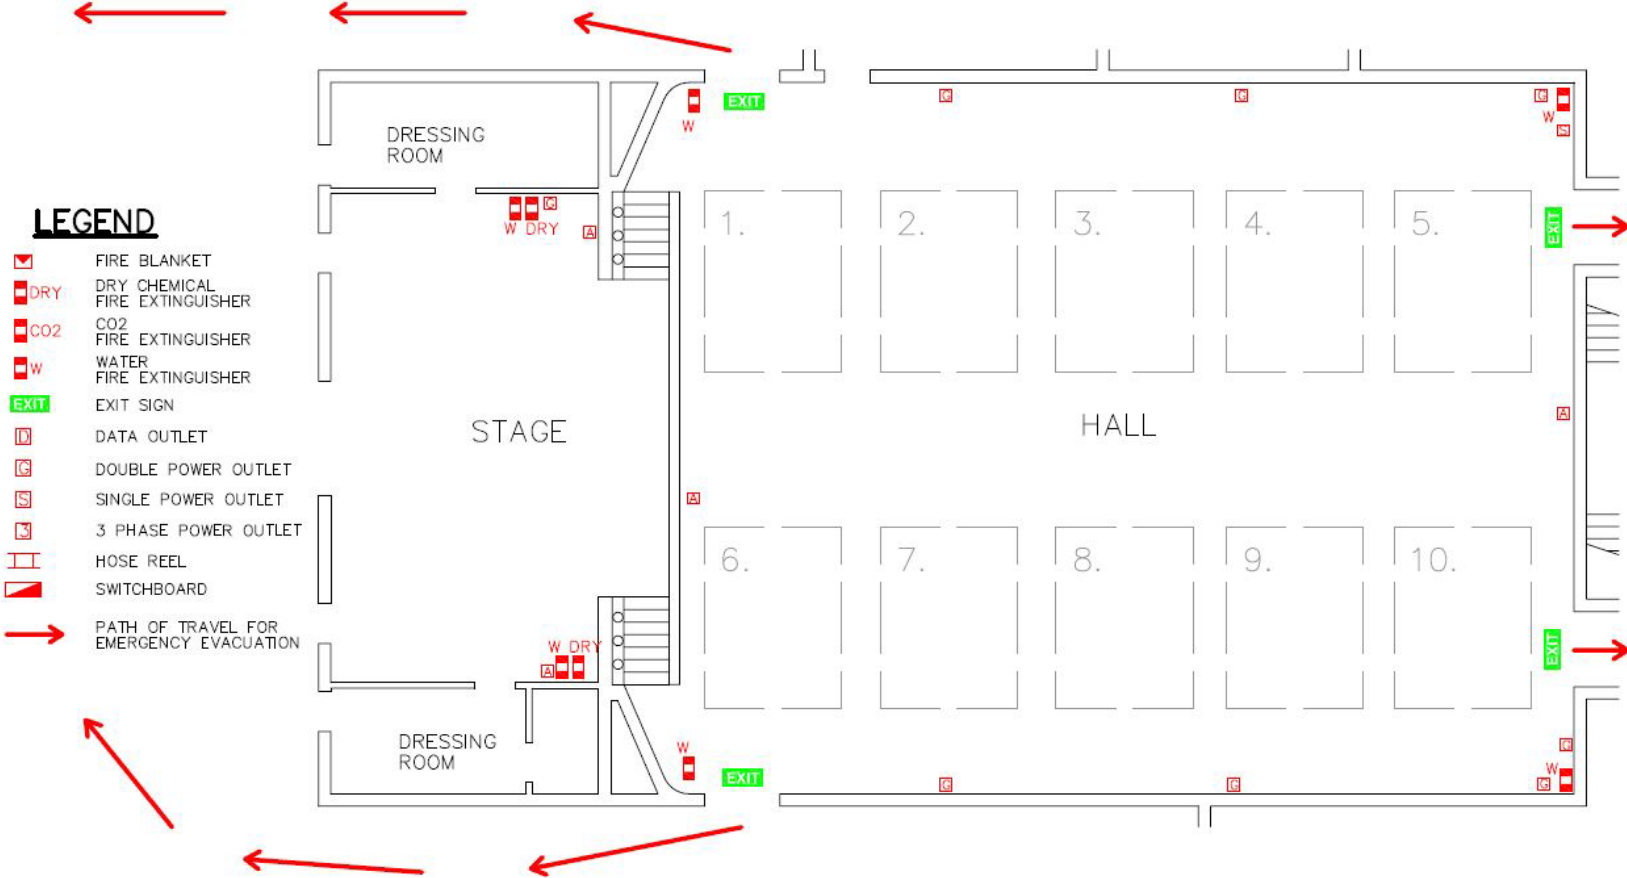 LEGEND
FIRE BLANKET
DRY
DRY CHEMICAL
FIRE EXTINGUISHER
CO2
CO2
FIRE EXTINGUISHER
W
WATER
FIRE EXTINGUISHER
EXIT
EXIT SIGN
D
DATA OUTLET
G
DOUBLE POWER OUTLET
S
SINGLE POWER OUTLET
3
3 PHASE POWER OUTLET
HOSE REEL
SWITCHBOARD
PATH OF TRAVEL FOR
EMERGENCY EVACUATION
DRESSING
ROOM
W
EXIT
G
G
G
W
S
W DRY
G
A
1.
2.
3.
4.
5.
EXIT
STAGE
HALL
A
A
6.
7.
8.
9.
10.
EXIT
W DRY
A
DRESSING
ROOM
W
EXIT
G
G
G
W
G